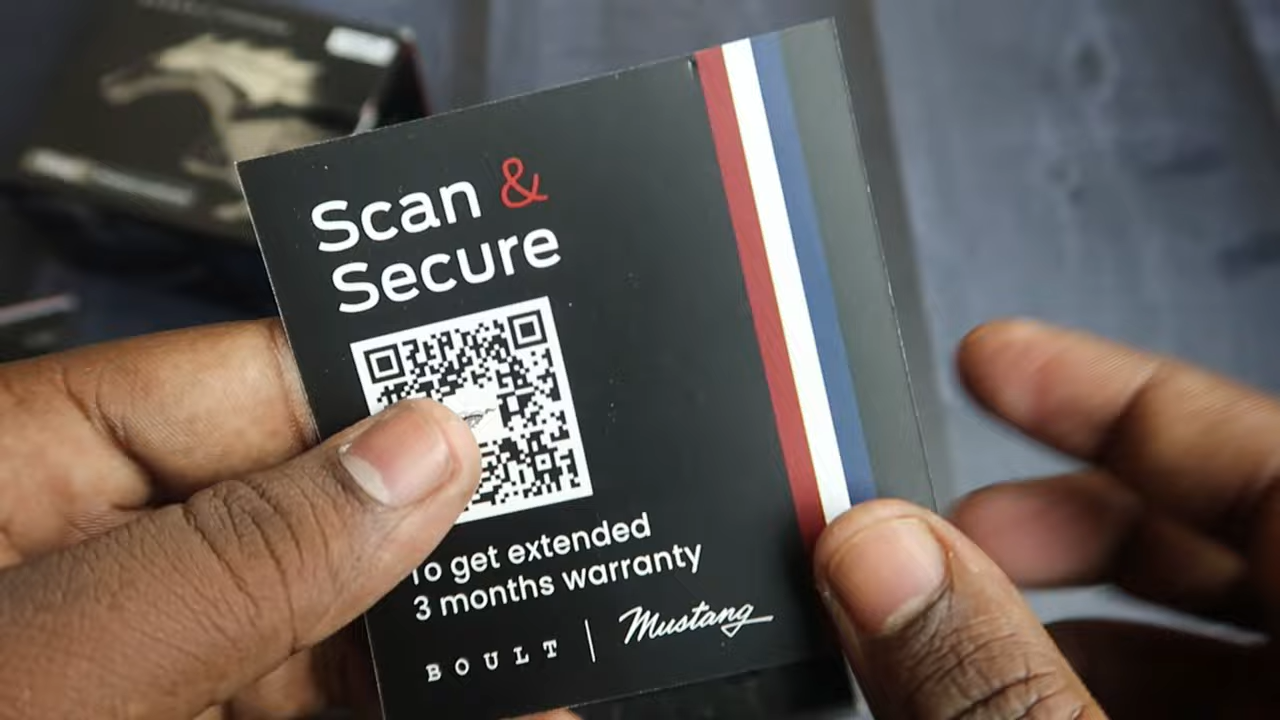 Scan &
Secure
To get extended
3 months warranty
BOULT | Mustang